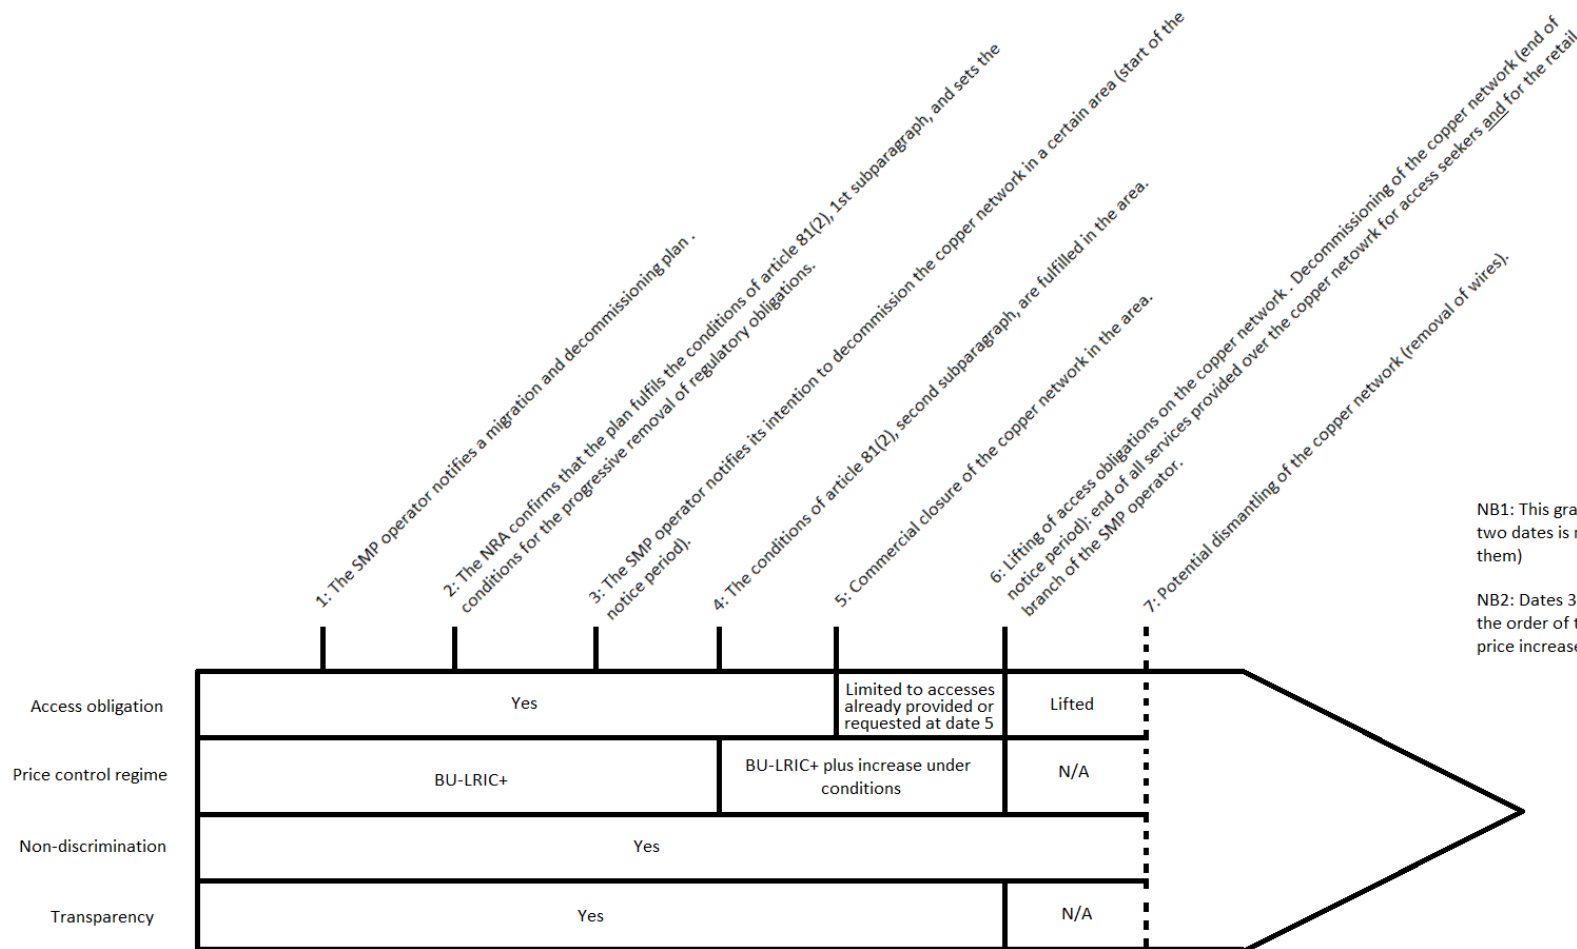 1: The SMP operator notifies a migration and decommissioning plan .
2: The NRA confirms that the plan fulfils the conditions of article 81(2), 1st subparagraph, and sets the
conditions for the progressive removal of regulatory obligations.
3: The SMP operator notifies its intention to decommission the copper network in a certain area (start of the
notice period).
4: The conditions of article 81(2), second subparagraph, are fulfilled in the area.
5: Commercial closure of the copper network in the area.
6: Lifting of access obligations on the copper network . Decommissioning of the copper network (end of
notice period): end of all services provided over the copper netowrk for access seekers and for the retail
branch of the SMP operator.
7: Potential dismantling of the copper network (removal of wires).
NB1: This gra
two dates is
them)
NB2: Dates 3
the order of t
price increase
Access obligation
Yes
Limited to accesses
already provided or
requested at date 5
Lifted
Price control regime
BU-LRIC+
BU-LRIC+ plus increase under
conditions
N/A
Non-discrimination
Yes
Transparency
Yes
N/A